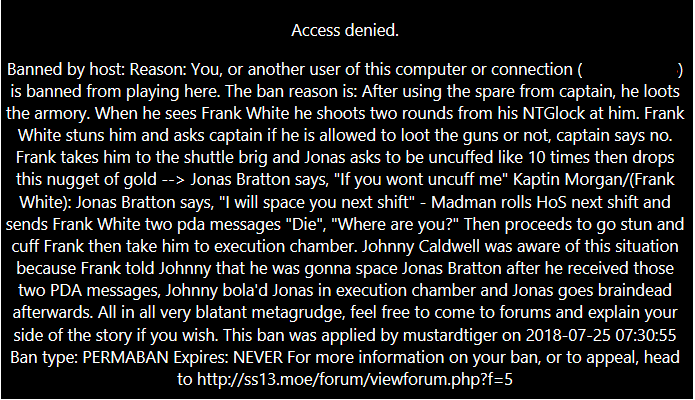 Access denied.
Banned by host: Reason: You, or another user of this computer or connection ( )
is banned from playing here. The ban reason is: After using the spare from captain, he loots
the armory. When he sees Frank White he shoots two rounds from his NTGlock at him. Frank
White stuns him and asks captain if he is allowed to loot the guns or not, captain says no.
Frank takes him to the shuttle brig and Jonas asks to be uncuffed like 10 times then drops
this nugget of gold --> Jonas Bratton says, "If you wont uncuff me" Kaptin Morgan/(Frank
White): Jonas Bratton says, "I will space you next shift" - Madman rolls HoS next shift and
sends Frank White two pda messages "Die", "Where are you?" Then proceeds to go stun and
cuff Frank then take him to execution chamber. Johnny Caldwell was aware of this situation
because Frank told Johnny that he was gonna space Jonas Bratton after he received those
two PDA messages, Johnny bola'd Jonas in execution chamber and Jonas goes braindead
afterwards. All in all very blatant metagrudge, feel free to come to forums and explain your
side of the story if you wish. This ban was applied by mustardtiger on 2018-07-25 07:30:55
Ban type: PERMABAN Expires: NEVER For more information on your ban, or to appeal, head
to http://ss13.moe/forum/viewforum.php?f=5